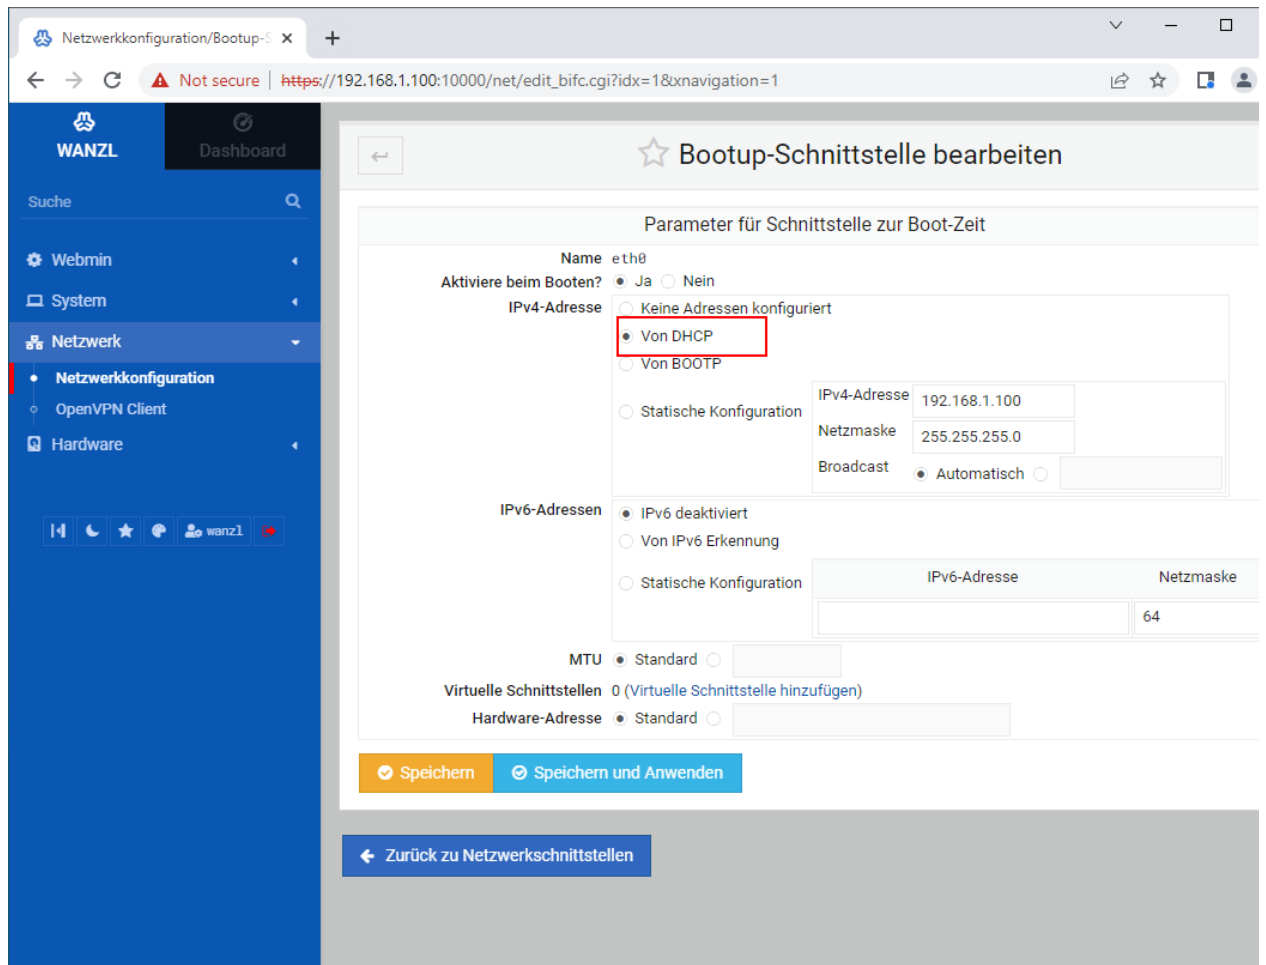 Netzwerkkonfiguration/Bootup-S
Not secure | https://192.168.1.100:10000/net/edit_bifc.cgi?idx=1&xnavigation=1
WANZL
Dashboard
Suche
Webmin
System
Netzwerk
Netzwerkkonfiguration
OpenVPN Client
Hardware
wanzl
Bootup-Schnittstelle bearbeiten
Parameter für Schnittstelle zur Boot-Zeit
Name eth0
Aktiviere beim Booten? Ja Nein
IPv4-Adresse Keine Adressen konfiguriert
Von DHCP
Von BOOTP
Statische Konfiguration
IPv4-Adresse 192.168.1.100
Netzmaske 255.255.255.0
Broadcast Automatisch
IPv6-Adressen IPv6 deaktiviert
Von IPv6 Erkennung
Statische Konfiguration
IPv6-Adresse Netzmaske
64
MTU Standard
Virtuelle Schnittstellen 0 (Virtuelle Schnittstelle hinzufügen)
Hardware-Adresse Standard
Speichern Speichern und Anwenden
Zurück zu Netzwerkschnittstellen